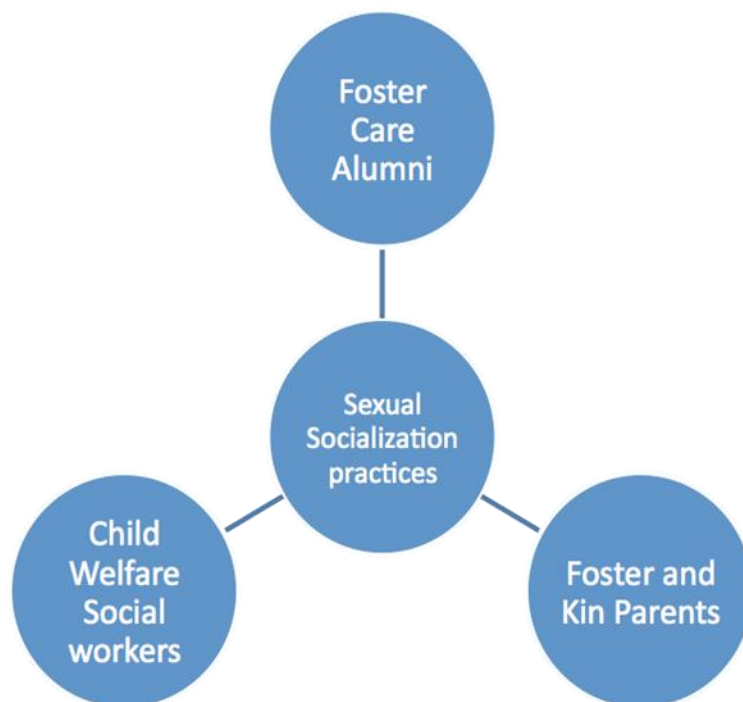 Foster
Care
Alumni
Sexual
Socialization
practices
Child
Welfare
Social
workers
Foster and
Kin Parents